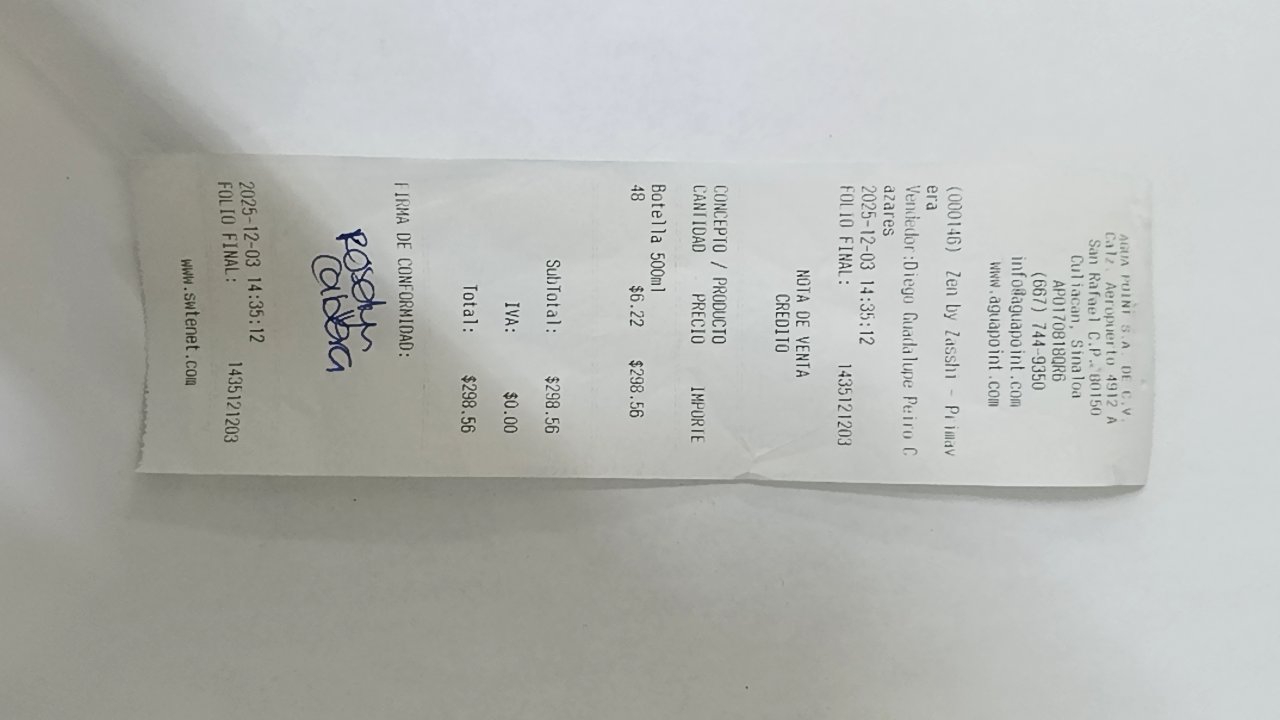 AGUA POINT S.A. DE C.V.
Calz. Aeropuerto 4912 A
San Rafael C.P. 80150
Culiacan, Sinaloa
APO170818QR6
(667) 744-9350
info@aguapoint.com
www.aguapoint.com
(000146) Zen by Zasshi - Primav
era
Vendedor:Diego Guadalupe Peiro C
azares
2025-12-03 14:35:12
FOLIO FINAL: 1435121203
NOTA DE VENTA
CREDITO
CONCEPTO / PRODUCTO
CANTIDAD PRECIO IMPORTE
Botella 500ml
48 $6.22 $298.56
SubTotal: $298.56
IVA: $0.00
Total: $298.56
FIRMA DE CONFORMIDAD:
2025-12-03 14:35:12
FOLIO FINAL: 1435121203
www.swtenet.com